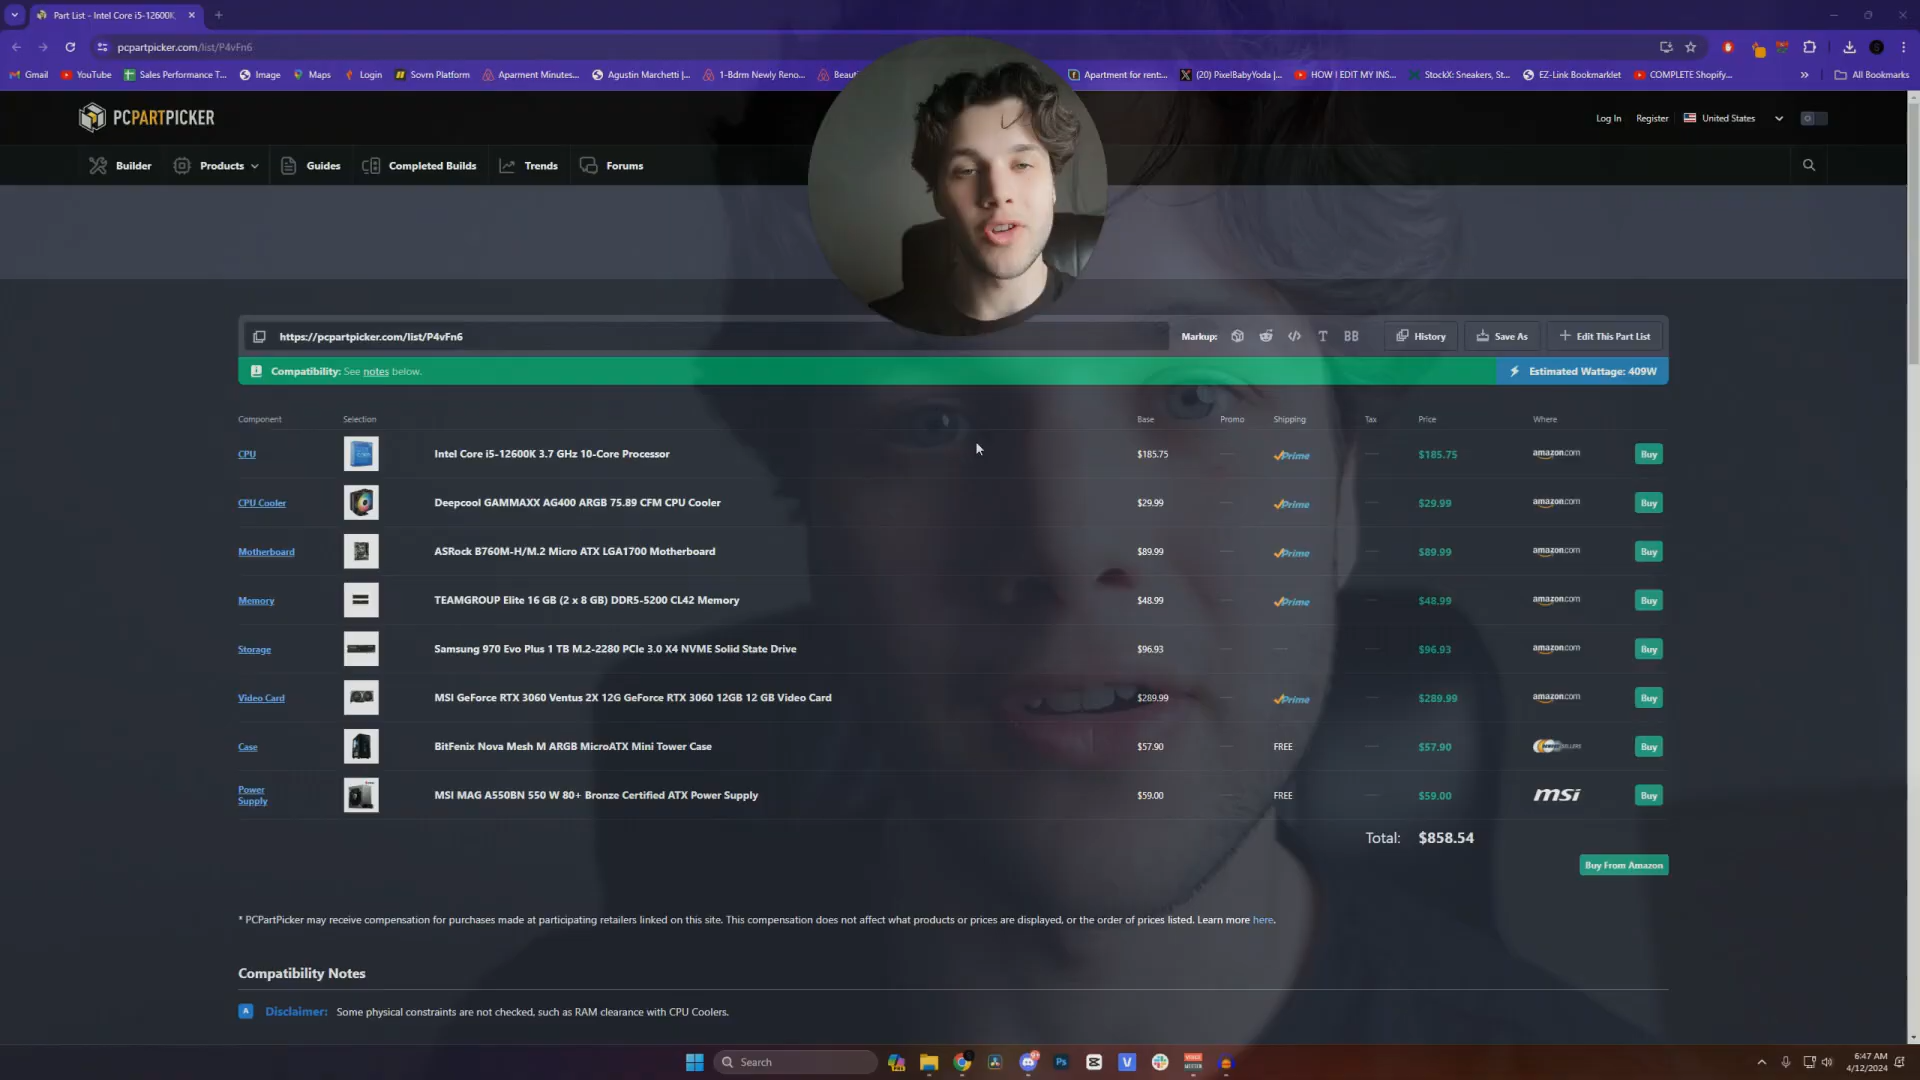 Part List - Intel Core i5-12600K,
pcpartpicker.com/list/P4vFn6
Gmail YouTube Sales Performance T... Image Maps Login Sovrn Platform Aparment Minutes... Agustin Marchetti |... 1-Bdrm Newly Reno... Beau Apartment for rent:... (20) PixelBabyYoda |... HOW I EDIT MY INS... StockX: Sneakers, St... EZ-Link Bookmarklet COMPLETE Shopify... » All Bookmarks
PCPARTPICKER
Log In Register United States
Builder Products Guides Completed Builds Trends Forums
https://pcpartpicker.com/list/P4vFn6 Markup: T BB History Save As + Edit This Part List
Compatibility: See notes below. Estimated Wattage: 409W
Component Selection Base Promo Shipping Tax Price Where
CPU Intel Core i5-12600K 3.7 GHz 10-Core Processor $185.75 — Prime — $185.75 amazon.com Buy
CPU Cooler Deepcool GAMMAXX AG400 ARGB 75.89 CFM CPU Cooler $29.99 — Prime — $29.99 amazon.com Buy
Motherboard ASRock B760M-H/M.2 Micro ATX LGA1700 Motherboard $89.99 — Prime — $89.99 amazon.com Buy
Memory TEAMGROUP Elite 16 GB (2 x 8 GB) DDR5-5200 CL42 Memory $48.99 — Prime — $48.99 amazon.com Buy
Storage Samsung 970 Evo Plus 1 TB M.2-2280 PCIe 3.0 X4 NVME Solid State Drive $96.93 — — — $96.93 amazon.com Buy
Video Card MSI GeForce RTX 3060 Ventus 2X 12G GeForce RTX 3060 12GB 12 GB Video Card $289.99 — Prime — $289.99 amazon.com Buy
Case BitFenix Nova Mesh M ARGB MicroATX Mini Tower Case $57.90 — FREE — $57.90 Buy
Power Supply MSI MAG A550BN 550 W 80+ Bronze Certified ATX Power Supply $59.00 — FREE — $59.00 msi Buy
Total: $858.54
Buy From Amazon
* PCPartPicker may receive compensation for purchases made at participating retailers linked on this site. This compensation does not affect what products or prices are displayed, or the order of prices listed. Learn more here.
Compatibility Notes
Disclaimer: Some physical constraints are not checked, such as RAM clearance with CPU Coolers.
Search
6:47 AM
4/12/2024